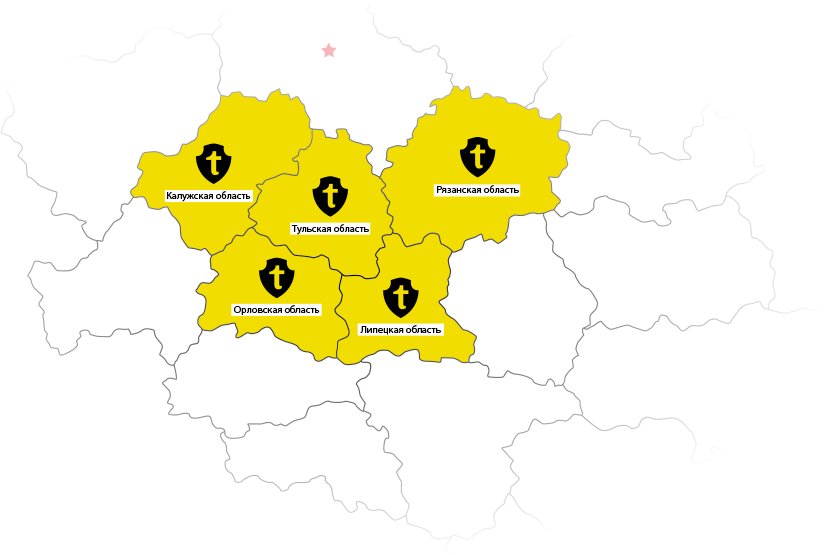 t
Калужская область
t
Рязанская область
t
Тульская область
t
Орловская область
t
Липецкая область